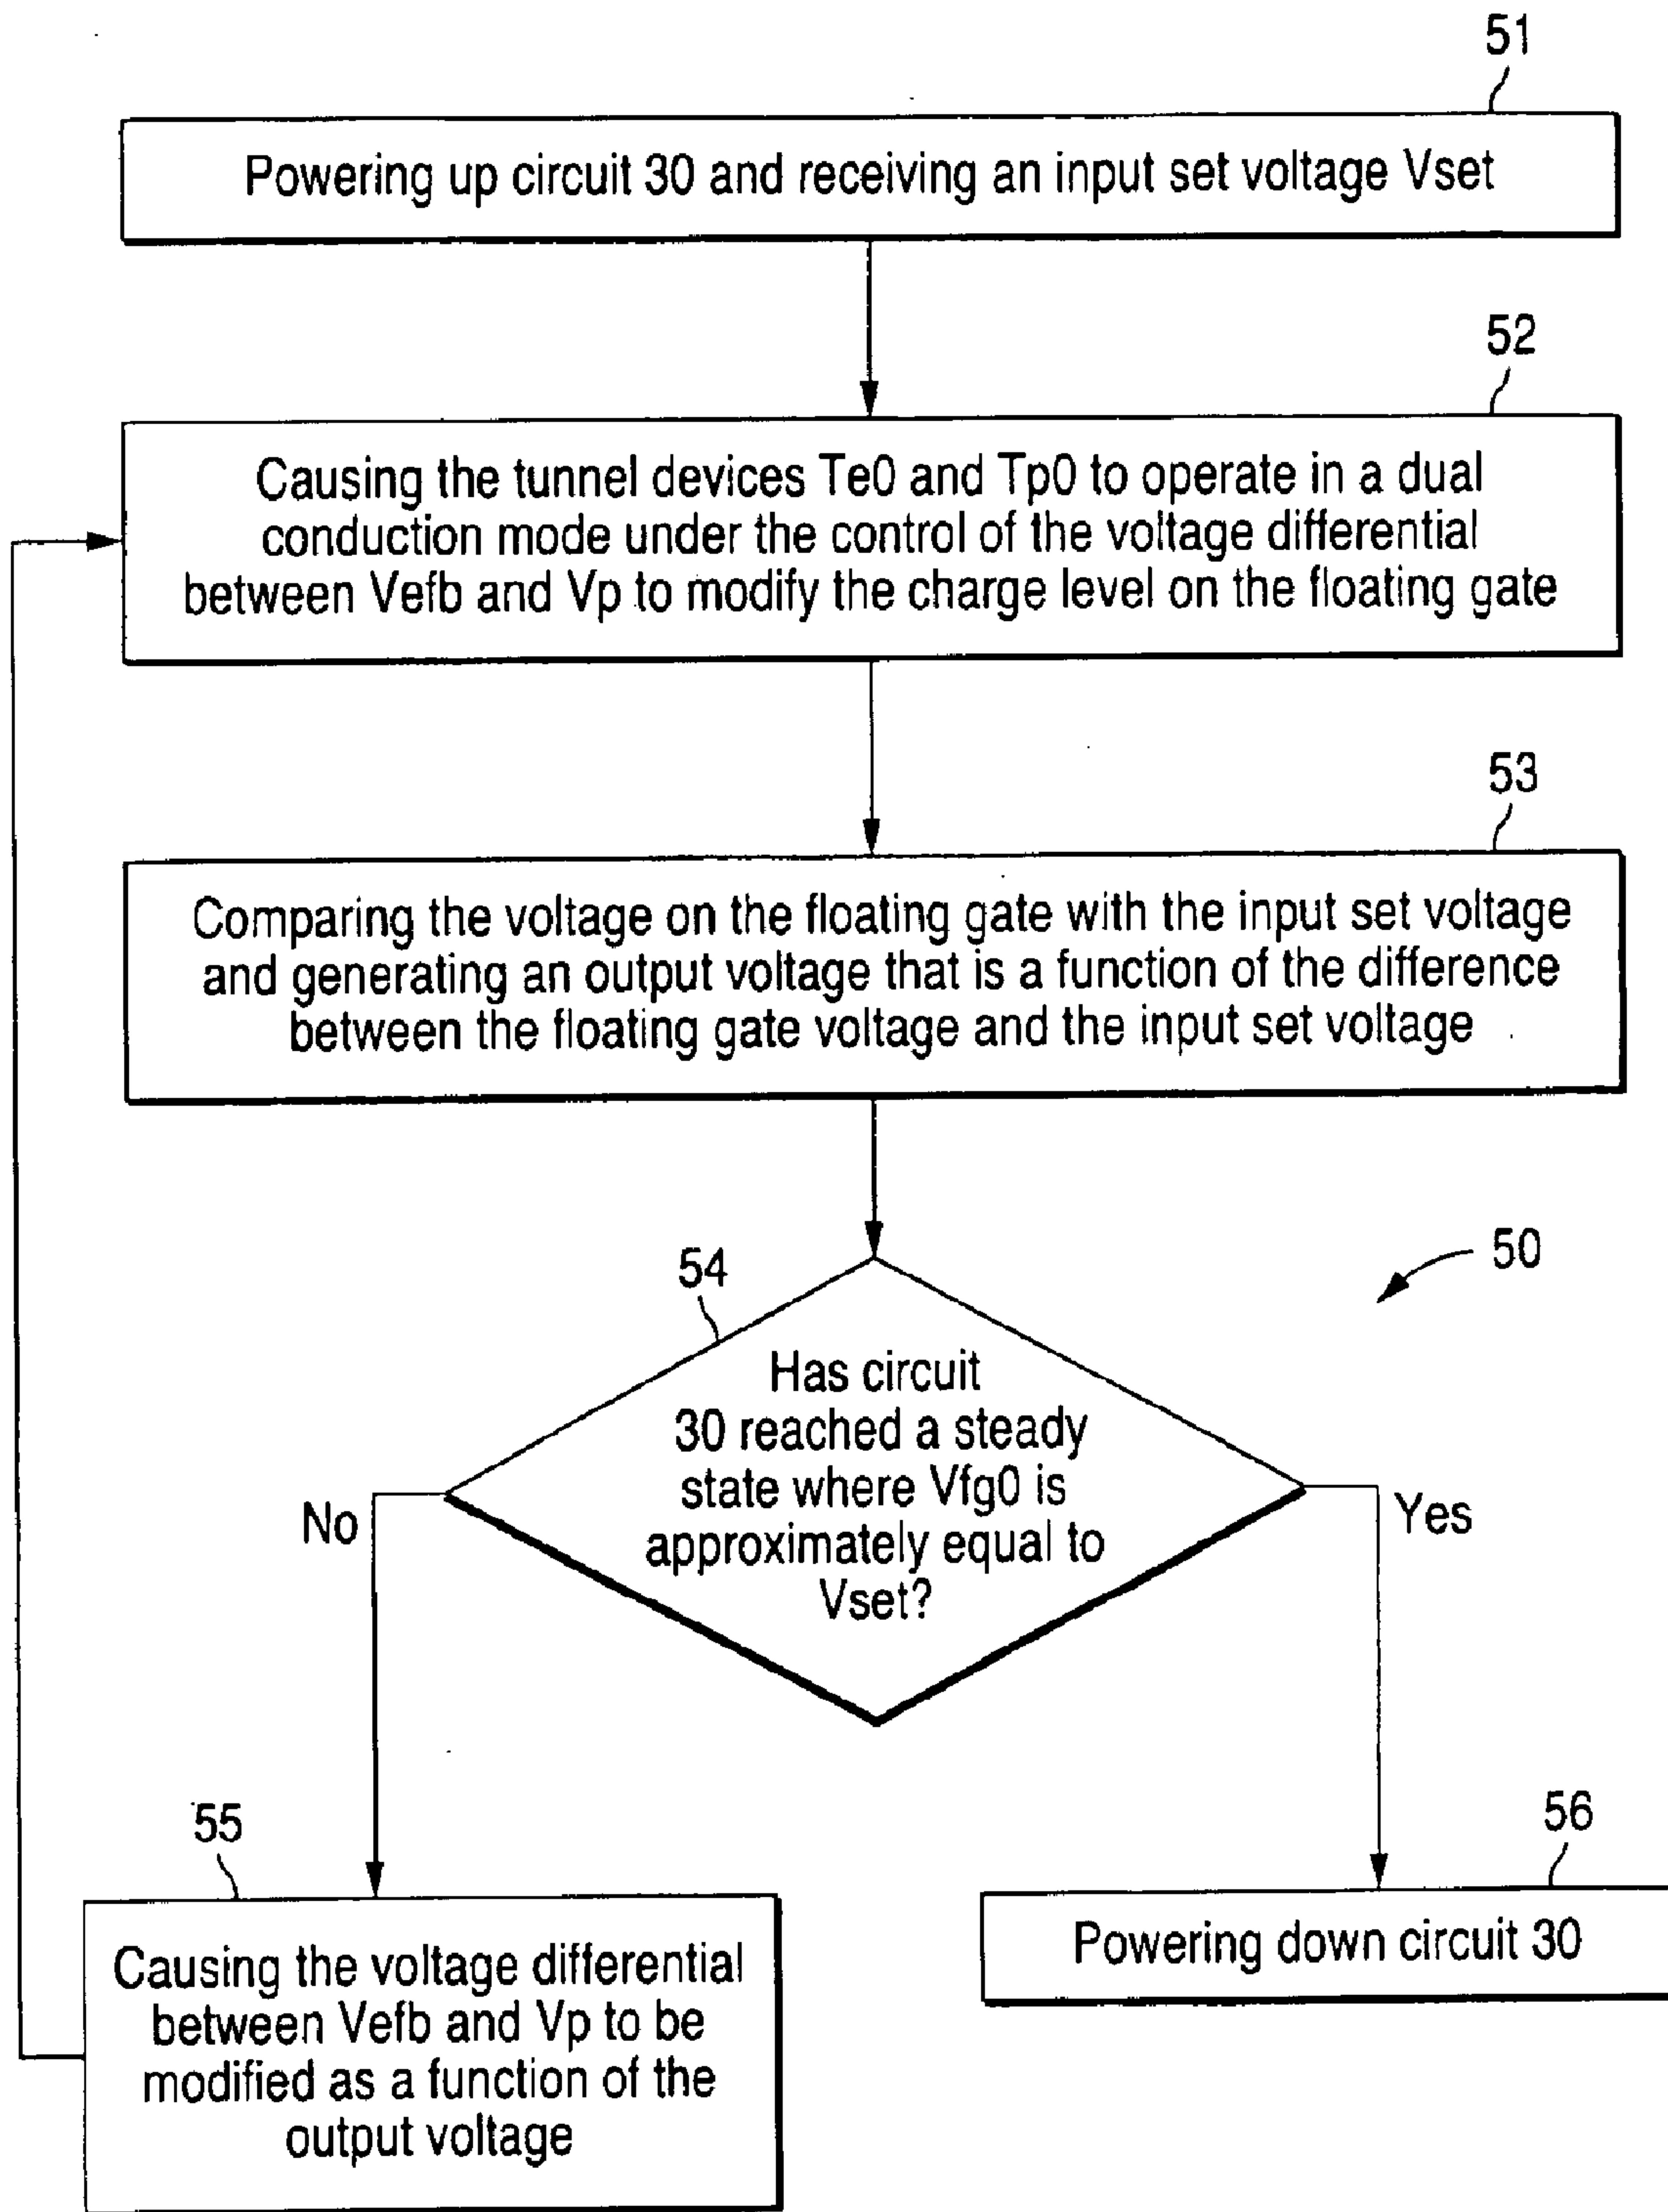 51
Powering up circuit 30 and receiving an input set voltage Vset
52
Causing the tunnel devices Te0 and Tp0 to operate in a dual
conduction mode under the control of the voltage differential
between Vefb and Vp to modify the charge level on the floating gate
53
Comparing the voltage on the floating gate with the input set voltage
and generating an output voltage that is a function of the difference
between the floating gate voltage and the input set voltage
50
54
Has circuit
30 reached a steady
state where Vfg0 is
approximately equal to
Vset?
No
Yes
55
Causing the voltage differential
between Vefb and Vp to be
modified as a function of the
output voltage
56
Powering down circuit 30